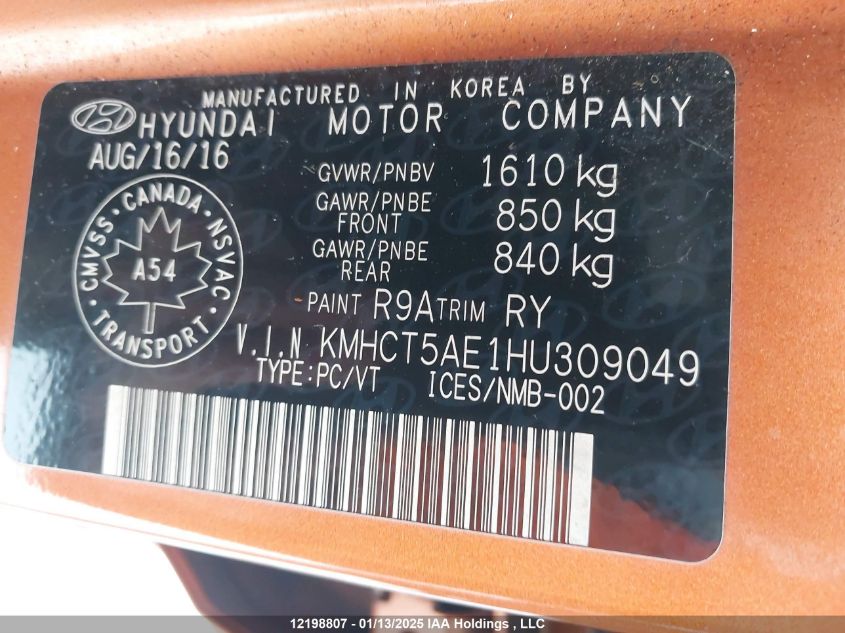 MANUFACTURED IN KOREA BY
HYUNDAI MOTOR COMPANY
AUG/16/16
GVWR/PNBV 1610 kg
GAWR/PNBE FRONT 850 kg
GAWR/PNBE REAR 840 kg
CANADA · NSVAC
CMVSS ·
A54
TRANSPORT
PAINT R9A TRIM RY
V.I.N KMHCT5AE1HU309049
TYPE:PC/VT ICES/NMB-002
12198807 - 01/13/2025 IAA Holdings, LLC.